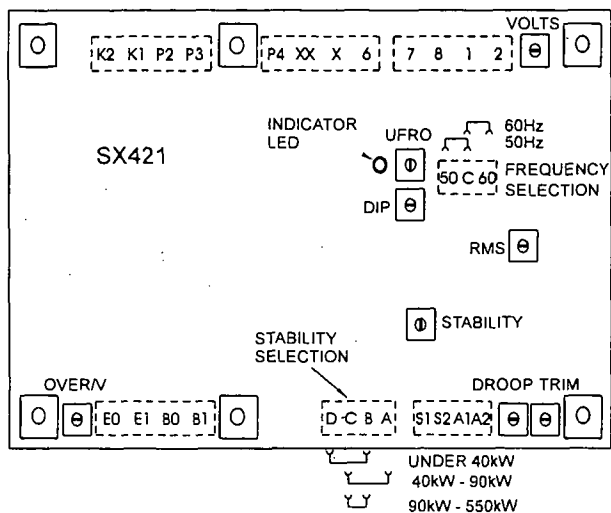 VOLTS
K2 K1 P2 P3 P4 XX X 6 7 8 1 2
INDICATOR
LED
UFRO
60Hz
50Hz
SX421
50 C 60
FREQUENCY
SELECTION
DIP
RMS
STABILITY
STABILITY
SELECTION
OVER/V
DROOP TRIM
E0 E1 B0 B1
D C B A
S1 S2 A1 A2
UNDER 40kW
40kW - 90kW
90kW - 550kW